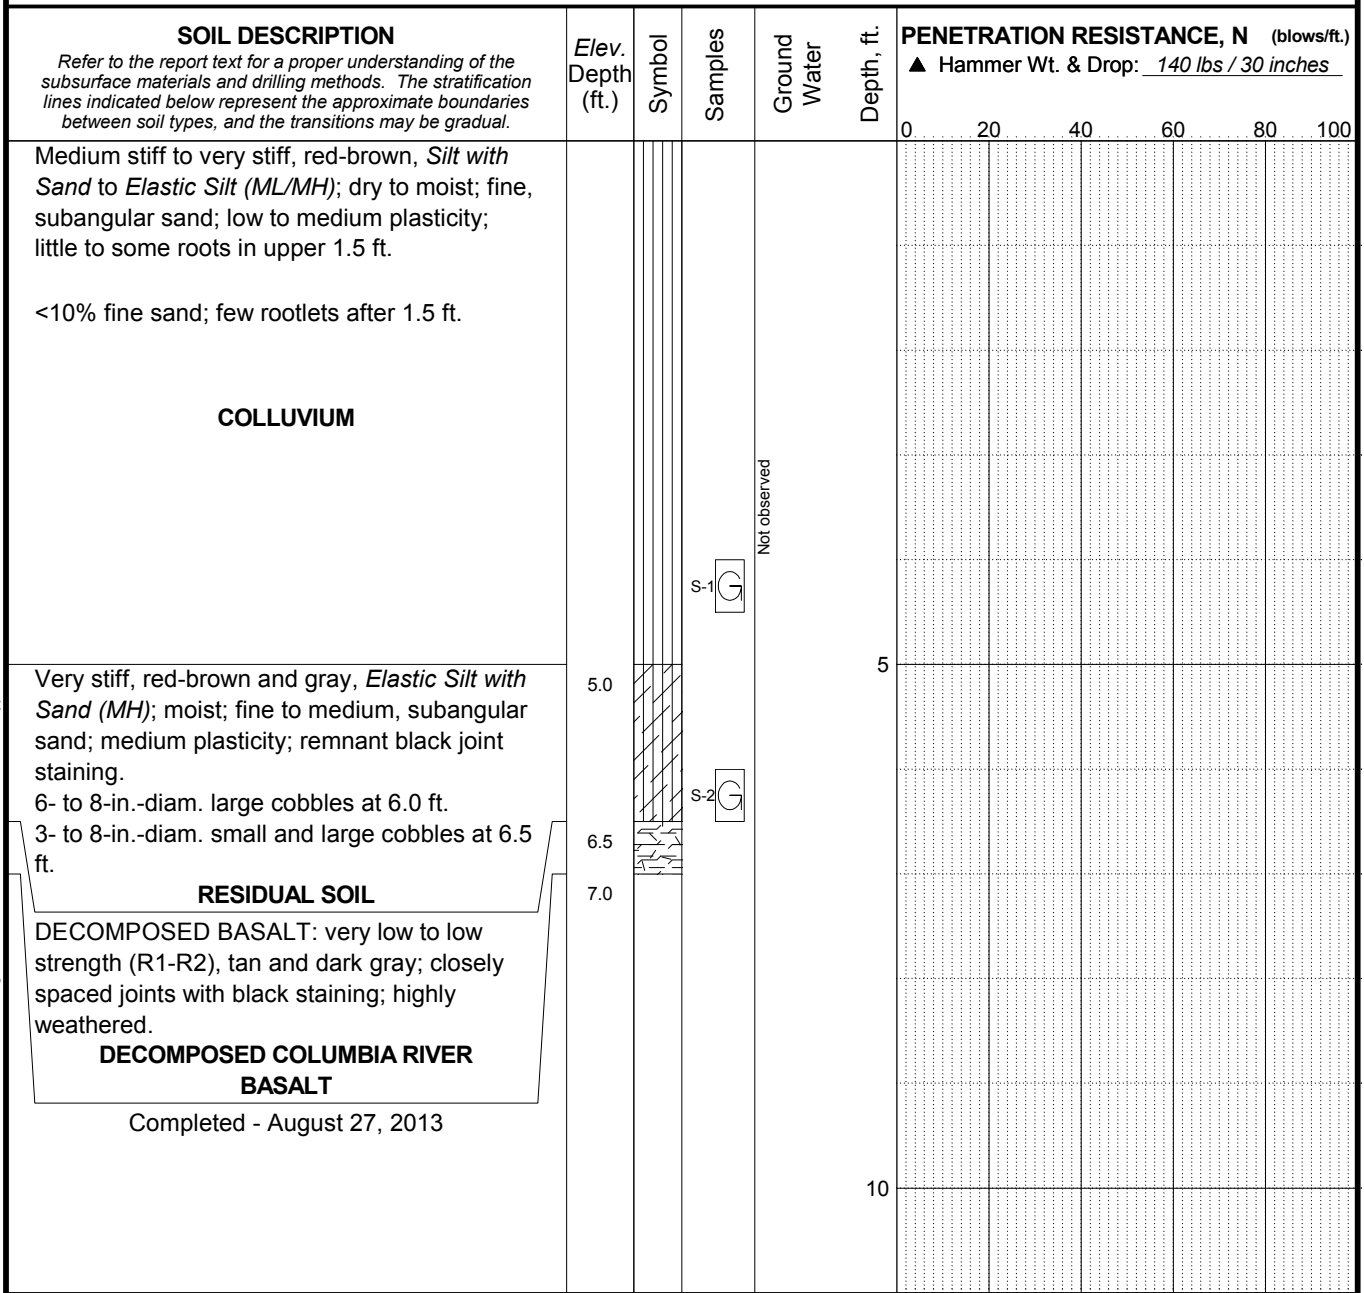 SOIL DESCRIPTION
Refer to the report text for a proper understanding of the
subsurface materials and drilling methods. The stratification
lines indicated below represent the approximate boundaries
between soil types, and the transitions may be gradual.
Elev.
Depth
(ft.)
Symbol
Samples
Ground
Water
Depth, ft.
PENETRATION RESISTANCE, N (blows/ft.)
▲ Hammer Wt. & Drop: 140 lbs / 30 inches
0 20 40 60 80 100
Medium stiff to very stiff, red-brown, Silt with
Sand to Elastic Silt (ML/MH); dry to moist; fine,
subangular sand; low to medium plasticity;
little to some roots in upper 1.5 ft.
<10% fine sand; few rootlets after 1.5 ft.
COLLUVIUM
Not observed
S-1 G
5
Very stiff, red-brown and gray, Elastic Silt with
Sand (MH); moist; fine to medium, subangular
sand; medium plasticity; remnant black joint
staining.
5.0
6- to 8-in.-diam. large cobbles at 6.0 ft.
S-2 G
3- to 8-in.-diam. small and large cobbles at 6.5
ft.
6.5
RESIDUAL SOIL
7.0
DECOMPOSED BASALT: very low to low
strength (R1-R2), tan and dark gray; closely
spaced joints with black staining; highly
weathered.
DECOMPOSED COLUMBIA RIVER
BASALT
Completed - August 27, 2013
10